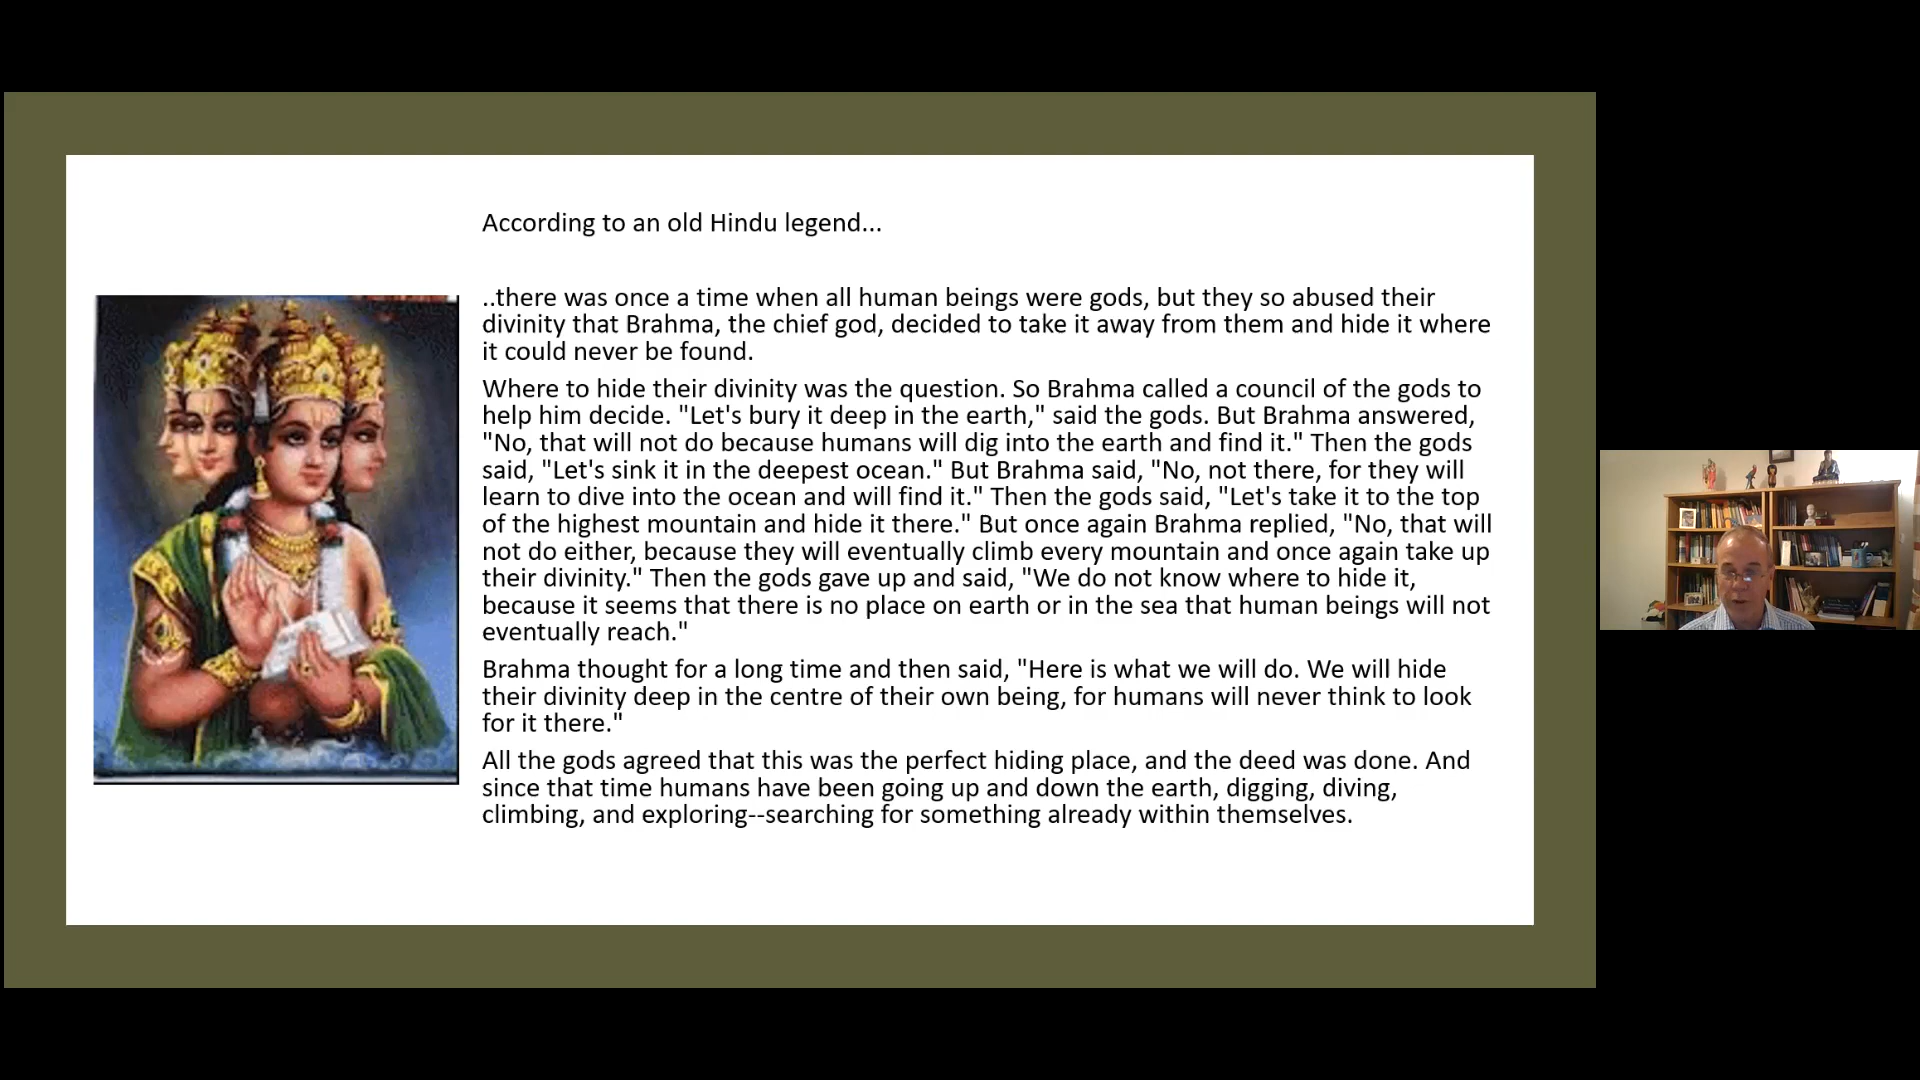 According to an old Hindu legend...
..there was once a time when all human beings were gods, but they so abused their
divinity that Brahma, the chief god, decided to take it away from them and hide it where
it could never be found.
Where to hide their divinity was the question. So Brahma called a council of the gods to
help him decide. "Let's bury it deep in the earth," said the gods. But Brahma answered,
"No, that will not do because humans will dig into the earth and find it." Then the gods
said, "Let's sink it in the deepest ocean." But Brahma said, "No, not there, for they will
learn to dive into the ocean and will find it." Then the gods said, "Let's take it to the top
of the highest mountain and hide it there." But once again Brahma replied, "No, that will
not do either, because they will eventually climb every mountain and once again take up
their divinity." Then the gods gave up and said, "We do not know where to hide it,
because it seems that there is no place on earth or in the sea that human beings will not
eventually reach."
Brahma thought for a long time and then said, "Here is what we will do. We will hide
their divinity deep in the centre of their own being, for humans will never think to look
for it there."
All the gods agreed that this was the perfect hiding place, and the deed was done. And
since that time humans have been going up and down the earth, digging, diving,
climbing, and exploring--searching for something already within themselves.